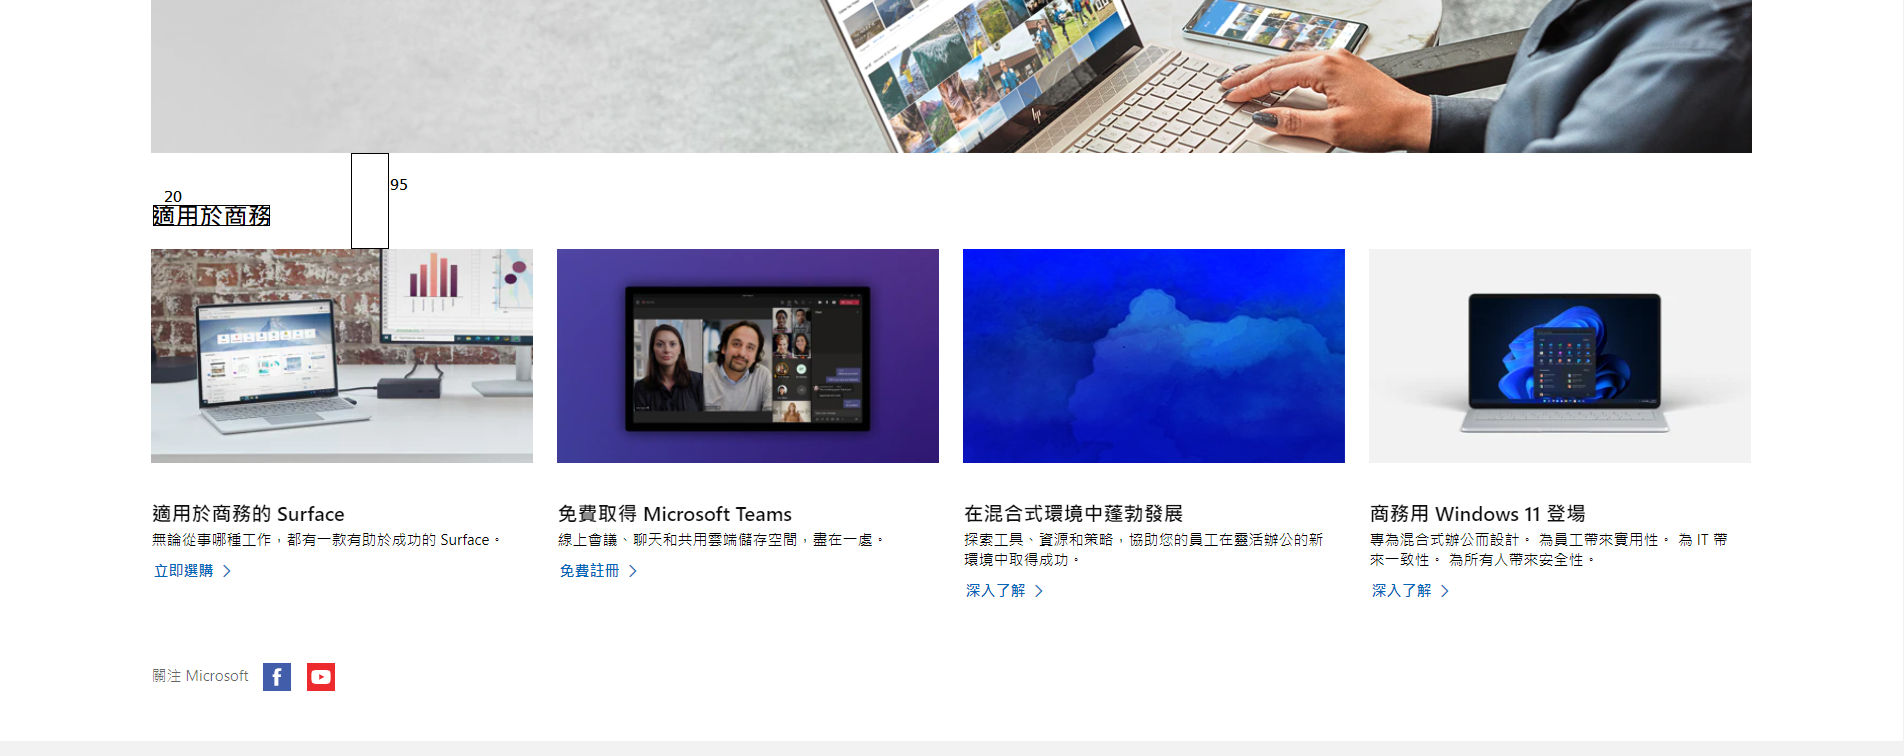 95
20
適用於商務
適用於商務的 Surface
無論從事哪種工作，都有一款有助於成功的 Surface。
立即選購
免費取得 Microsoft Teams
線上會議、聊天和共用雲端儲存空間，盡在一處。
免費註冊
在混合式環境中蓬勃發展
探索工具、資源和策略，協助您的員工在靈活辦公的新
環境中取得成功。
深入了解
商務用 Windows 11 登場
專為混合式辦公而設計。 為員工帶來實用性。 為 IT 帶
來一致性。 為所有人帶來安全性。
深入了解
關注 Microsoft